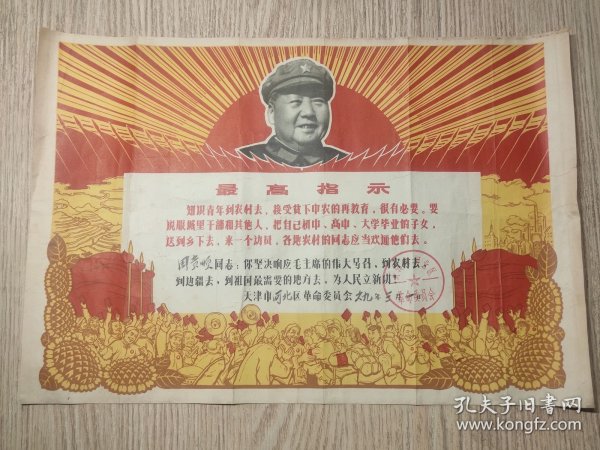 最高指示
知识青年到农村去，接受贫下中农的再教育，很有必要。要
说服城里干部和其他人，把自己初中、高中、大学毕业的子女，
送到乡下去，来一个动员。各地农村的同志应当欢迎他们去。
同志：你坚决响应毛主席的伟大号召，到农村去，
到边疆去，到祖国最需要的地方去，为人民立新功！
天津市河北区革命委员会 六九年三月
孔夫子旧书网
www.kongfz.com